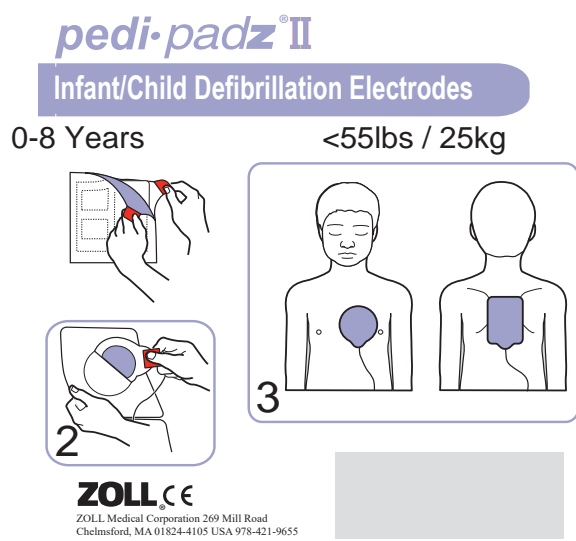 pedi•padz®II
Infant/Child Defibrillation Electrodes
0-8 Years <55lbs / 25kg
2
3
ZOLL® CE
ZOLL Medical Corporation 269 Mill Road
Chelmsford, MA 01824-4105 USA 978-421-9655